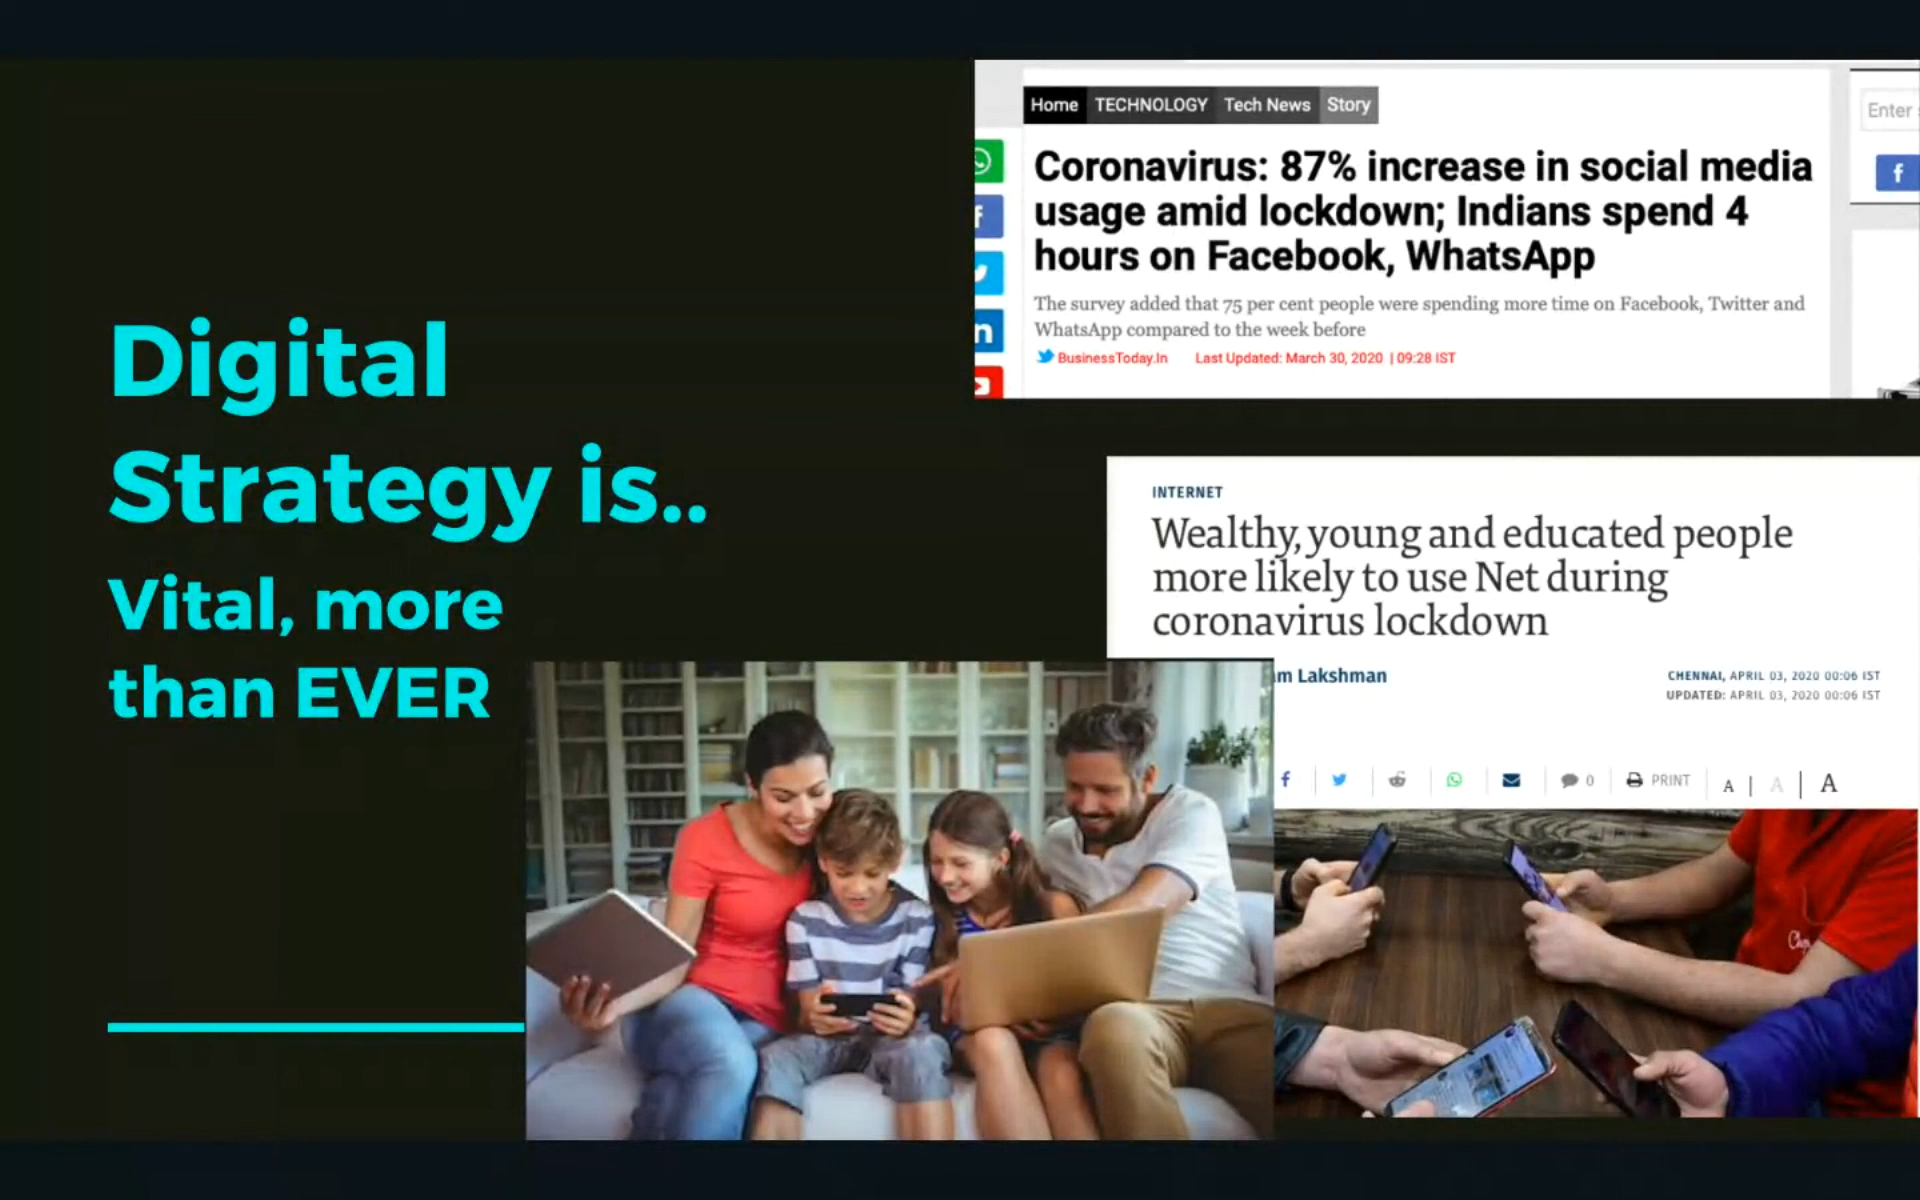 Digital
Strategy is..
Vital, more
than EVER
Home TECHNOLOGY Tech News Story
Enter
Coronavirus: 87% increase in social media
usage amid lockdown; Indians spend 4
hours on Facebook, WhatsApp
The survey added that 75 per cent people were spending more time on Facebook, Twitter and
WhatsApp compared to the week before
BusinessToday.In Last Updated: March 30, 2020 | 09:28 IST
INTERNET
Wealthy, young and educated people
more likely to use Net during
coronavirus lockdown
Lakshman
CHENNAI, APRIL 03, 2020 00:06 IST
UPDATED: APRIL 03, 2020 00:06 IST
0 PRINT A | A | A